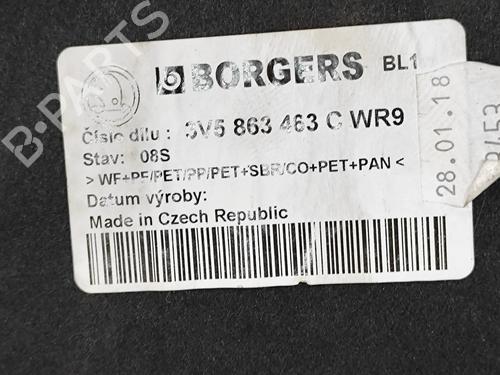 BORGERS BL1
Číslo dílu : 3V5 863 463 C WR9
Stav: 08S
> WF+PF/PET/PP/PET+SBR/CO+PET+PAN <
Datum výroby:
Made in Czech Republic
28.01.18
B-PARTS